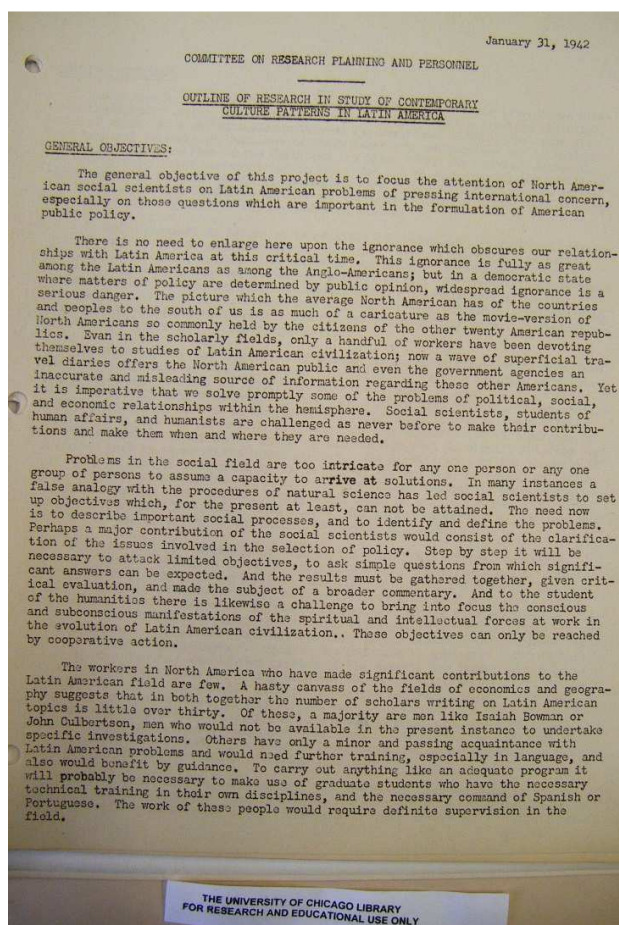 January 31, 1942
COMMITTEE ON RESEARCH PLANNING AND PERSONNEL
OUTLINE OF RESEARCH IN STUDY OF CONTEMPORARY
CULTURE PATTERNS IN LATIN AMERICA
GENERAL OBJECTIVES:
The general objective of this project is to focus the attention of North Amer-
ican social scientists on Latin American problems of pressing international concern,
especially on those questions which are important in the formulation of American
public policy.
There is no need to enlarge here upon the ignorance which obscures our relation-
ships with Latin America at this critical time. This ignorance is fully as great
among the Latin Americans as among the Anglo-Americans; but in a democratic state
where matters of policy are determined by public opinion, widespread ignorance is a
serious danger. The picture which the average North American has of the countries
and peoples to the south of us is as much of a caricature as the movie-version of
North Americans so commonly held by the citizens of the other twenty American repub-
lics. Evan in the scholarly fields, only a handful of workers have been devoting
themselves to studies of Latin American civilization; now a wave of superficial tra-
vel diaries offers the North American public and even the government agencies an
inaccurate and misleading source of information regarding these other Americans. Yet
it is imperative that we solve promptly some of the problems of political, social,
and economic relationships within the hemisphere. Social scientists, students of
human affairs, and humanists are challenged as never before to make their contribu-
tions and make them when and where they are needed.
Problems in the social field are too intricate for any one person or any one
group of persons to assume a capacity to arrive at solutions. In many instances a
false analogy with the procedures of natural science has led social scientists to set
up objectives which, for the present at least, can not be attained. The need now
is to describe important social processes, and to identify and define the problems.
Perhaps a major contribution of the social scientists would consist of the clarifica-
tion of the issues involved in the selection of policy. Step by step it will be
necessary to attack limited objectives, to ask simple questions from which signifi-
cant answers can be expected. And the results must be gathered together, given crit-
ical evaluation, and made the subject of a broader commentary. And to the student
of the humanities there is likewise a challenge to bring into focus the conscious
and subconscious manifestations of the spiritual and intellectual forces at work in
the evolution of Latin American civilization.. These objectives can only be reached
by cooperative action.
The workers in North America who have made significant contributions to the
Latin American field are few. A hasty canvass of the fields of economics and geogra-
phy suggests that in both together the number of scholars writing on Latin American
topics is little over thirty. Of these, a majority are men like Isaiah Bowman or
John Culbertson, men who would not be available in the present instance to undertake
specific investigations. Others have only a minor and passing acquaintance with
Latin American problems and would need further training, especially in language, and
also would benefit by guidance. To carry out anything like an adequate program it
will probably be necessary to make use of graduate students who have the necessary
technical training in their own disciplines, and the necessary command of Spanish or
Portuguese. The work of these people would require definite supervision in the
field.
THE UNIVERSITY OF CHICAGO LIBRARY
FOR RESEARCH AND EDUCATIONAL USE ONLY